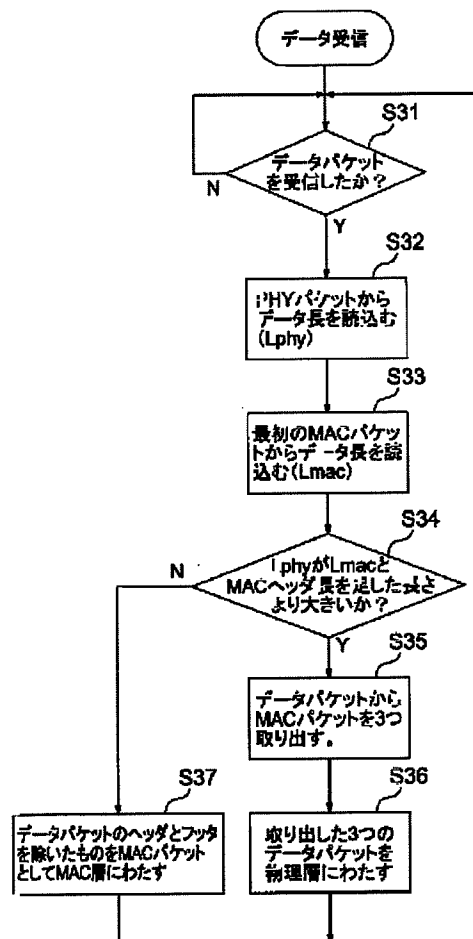 データ受信
S31
データパケット
を受信したか？
N
Y
S32
PHYパケットから
データ長を読込む
(Lphy)
S33
最初のMACパケッ
トからデータ長を読
込む(Lmac)
S34
LphyがLmacと
MACヘッダ長を足した長さ
より大きいか？
N
Y
S35
データパケットから
MACパケットを3つ
取り出す。
S37
データパケットのヘッダとフッタ
を除いたものをMACパケット
としてMAC層にわたす
S36
取り出した3つの
データパケットを
物理層にわたす